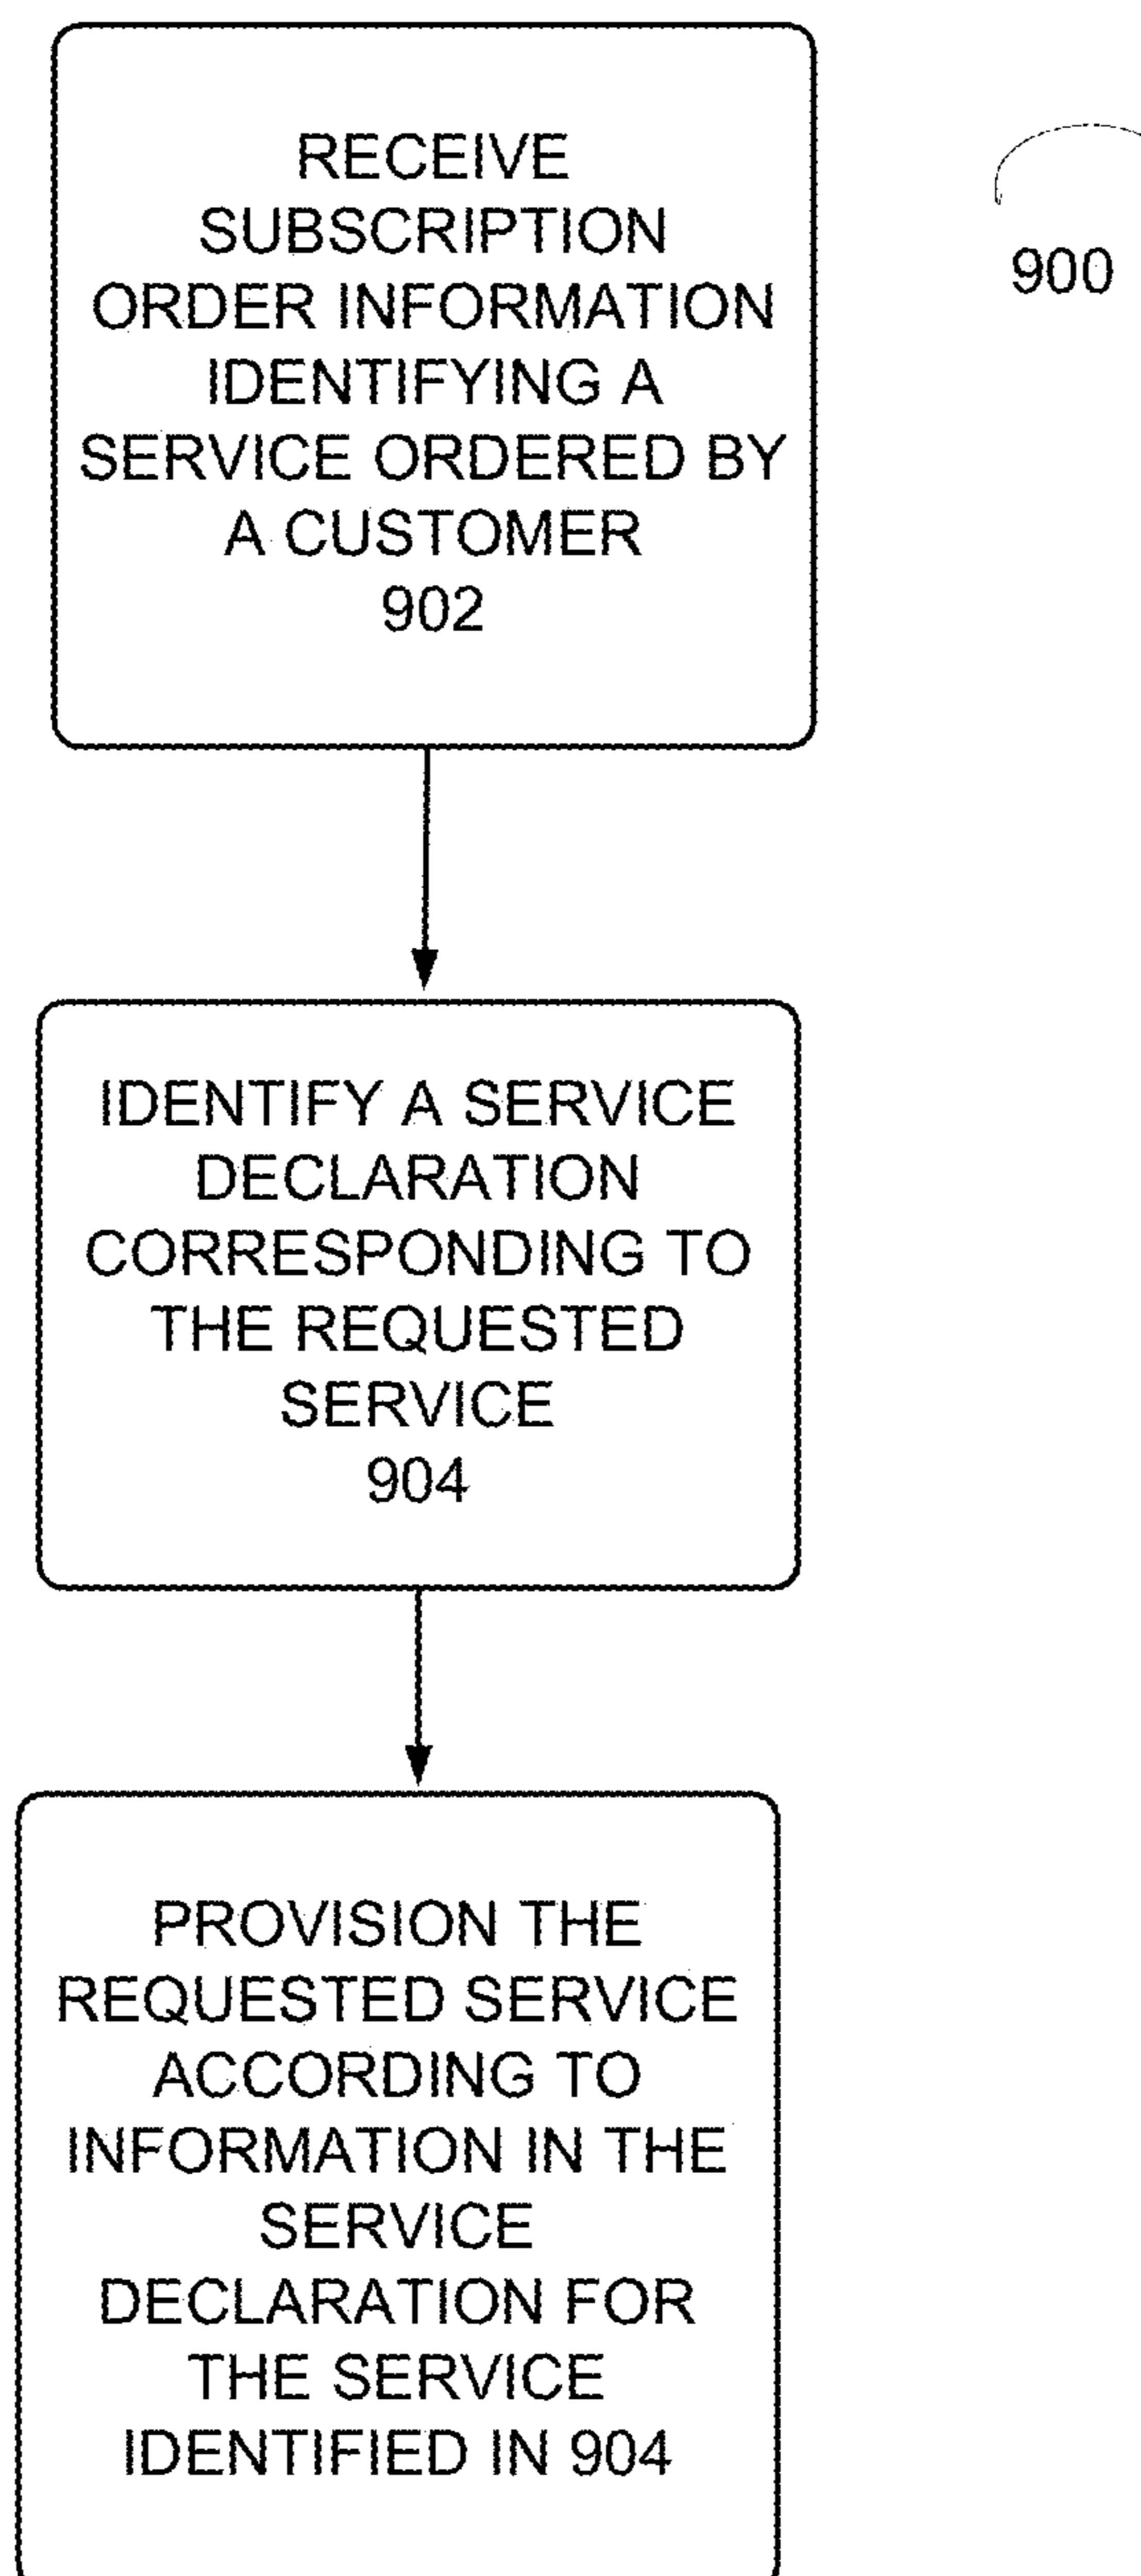 RECEIVE
SUBSCRIPTION
ORDER INFORMATION
IDENTIFYING A
SERVICE ORDERED BY
A CUSTOMER
902
900
IDENTIFY A SERVICE
DECLARATION
CORRESPONDING TO
THE REQUESTED
SERVICE
904
PROVISION THE
REQUESTED SERVICE
ACCORDING TO
INFORMATION IN THE
SERVICE
DECLARATION FOR
THE SERVICE
IDENTIFIED IN 904